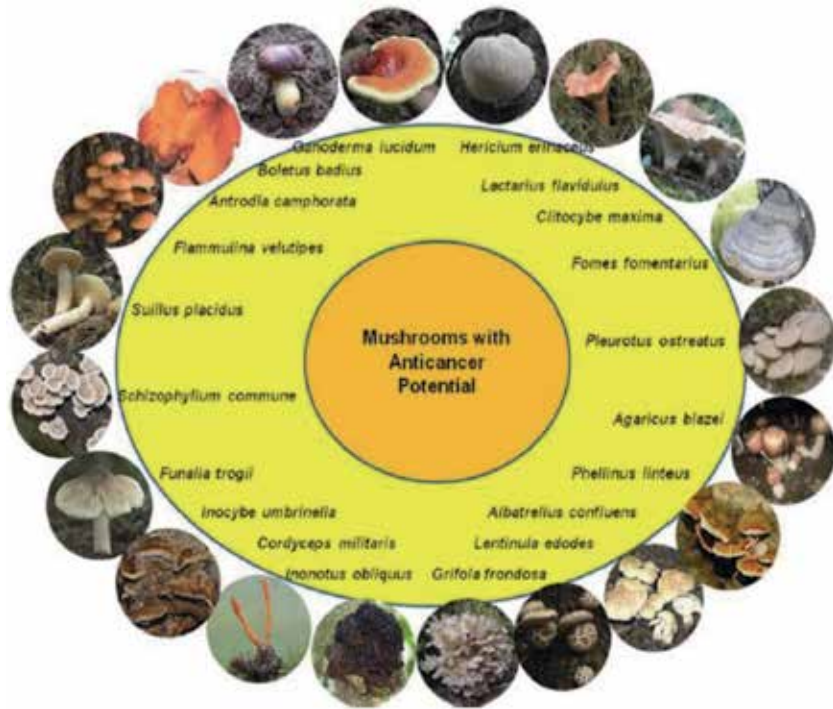 Ganoderma lucidum
Hericium erinaceus
Boletus badius
Lactarius flavidulus
Antrodia camphorata
Clitocybe maxima
Flammulina velutipes
Fomes fomentarius
Suillus placidus
Mushrooms with
Anticancer
Potential
Pleurotus ostreatus
Schizophyllum commune
Agaricus blazei
Funalia trogii
Phellinus linteus
Inocybe umbrinella
Albatrellus confluens
Cordyceps militaris
Lentinula edodes
Inonotus obliquus
Grifola frondosa